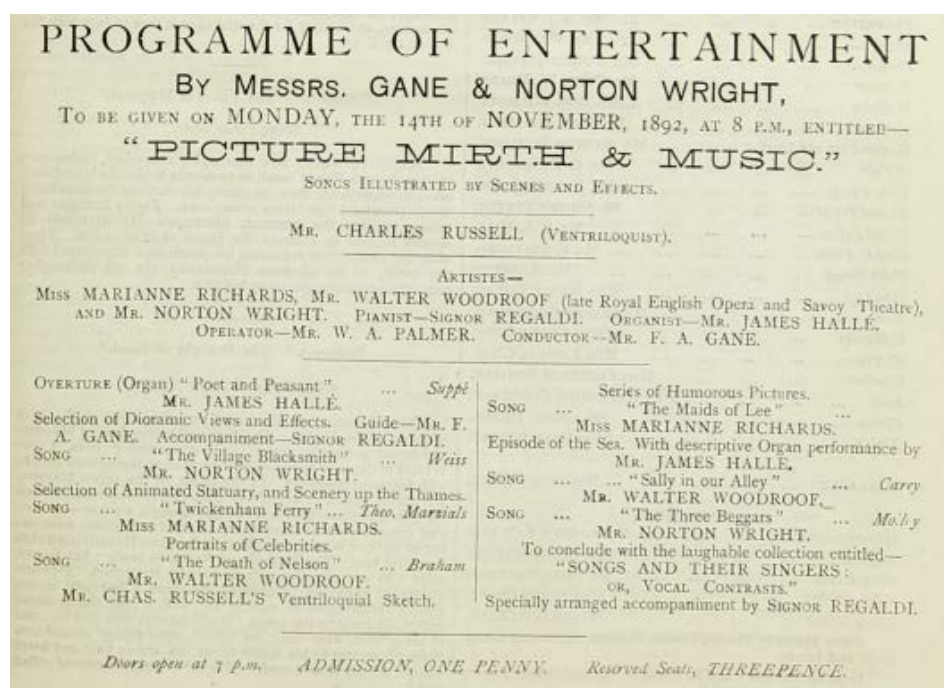 PROGRAMME OF ENTERTAINMENT
BY MESSRS. GANE & NORTON WRIGHT,
TO BE GIVEN ON MONDAY, THE 14TH OF NOVEMBER, 1892, AT 8 P.M., ENTITLED—
"PICTURE MIRTH & MUSIC."
SONGS ILLUSTRATED BY SCENES AND EFFECTS.
MR. CHARLES RUSSELL (VENTRILOQUIST).
ARTISTES—
MISS MARIANNE RICHARDS, MR. WALTER WOODROOF (late Royal English Opera and Savoy Theatre),
AND MR. NORTON WRIGHT. PIANIST—SIGNOR REGALDI. ORGANIST—MR. JAMES HALLÉ.
OPERATOR—MR. W. A. PALMER. CONDUCTOR—MR. F. A. GANE.
OVERTURE (Organ) "Poet and Peasant" ... Suppé
MR. JAMES HALLÉ.
Selection of Dioramic Views and Effects. Guide—MR. F.
A. GANE. Accompaniment—SIGNOR REGALDI.
SONG ... "The Village Blacksmith" ... Weiss
MR. NORTON WRIGHT.
Selection of Animated Statuary, and Scenery up the Thames.
SONG ... "Twickenham Ferry" ... Theo. Marzials
MISS MARIANNE RICHARDS.
Portraits of Celebrities.
SONG ... "The Death of Nelson" ... Braham
MR. WALTER WOODROOF.
MR. CHAS. RUSSELL'S Ventriloquial Sketch.
Series of Humorous Pictures.
SONG ... "The Maids of Lee" ...
MISS MARIANNE RICHARDS.
Episode of the Sea. With descriptive Organ performance by
MR. JAMES HALLE.
SONG ... ... "Sally in our Alley" ... Carey
MR. WALTER WOODROOF.
SONG ... "The Three Beggars" ... Molloy
MR. NORTON WRIGHT.
To conclude with the laughable collection entitled—
"SONGS AND THEIR SINGERS:
OR, VOCAL CONTRASTS."
Specially arranged accompaniment by SIGNOR REGALDI.
Doors open at 7 p.m. ADMISSION, ONE PENNY. Reserved Seats, THREEPENCE.